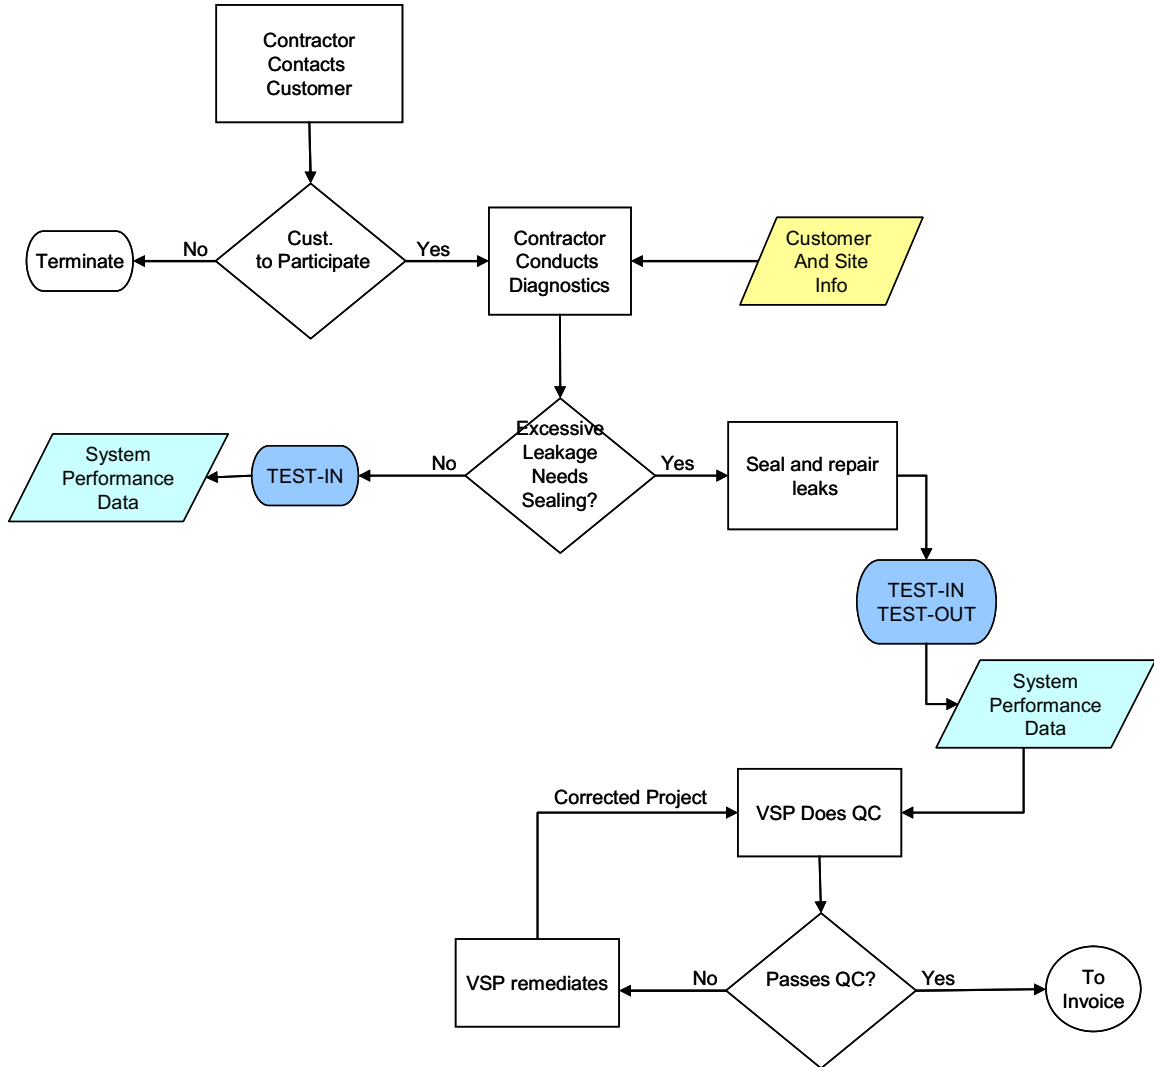 Contractor
Contacts
Customer
Cust.
to Participate
No
Yes
Terminate
Contractor
Conducts
Diagnostics
Customer
And Site
Info
Excessive
Leakage
Needs
Sealing?
No
Yes
TEST-IN
System
Performance
Data
Seal and repair
leaks
TEST-IN
TEST-OUT
System
Performance
Data
Corrected Project
VSP Does QC
VSP remediates
No
Passes QC?
Yes
To
Invoice